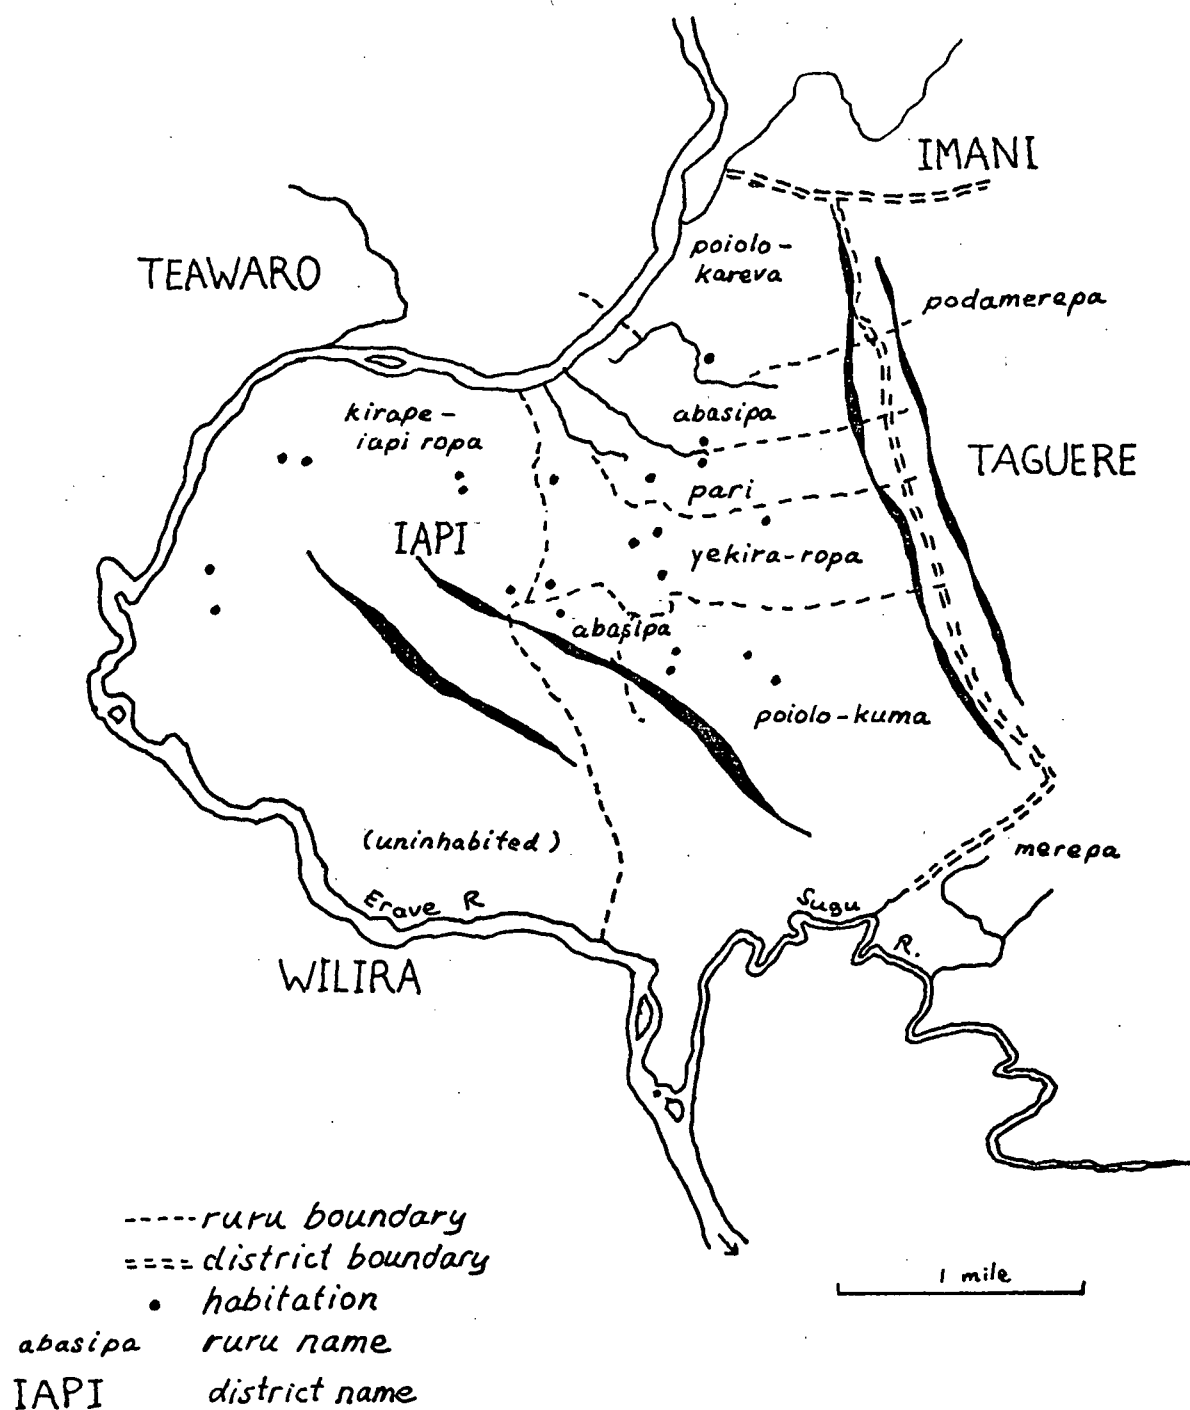 IMANI
poiolo-
kareva
TEAWARO
podamerepa
kirape-
iapi ropa
abasipa
TAGUERE
pari
IAPI
yekira-ropa
abasipa
poiolo-kuma
(uninhabited)
merepa
Erave R
Sugu R.
WILIRA
ruru boundary
district boundary
1 mile
habitation
abasipa ruru name
IAPI district name